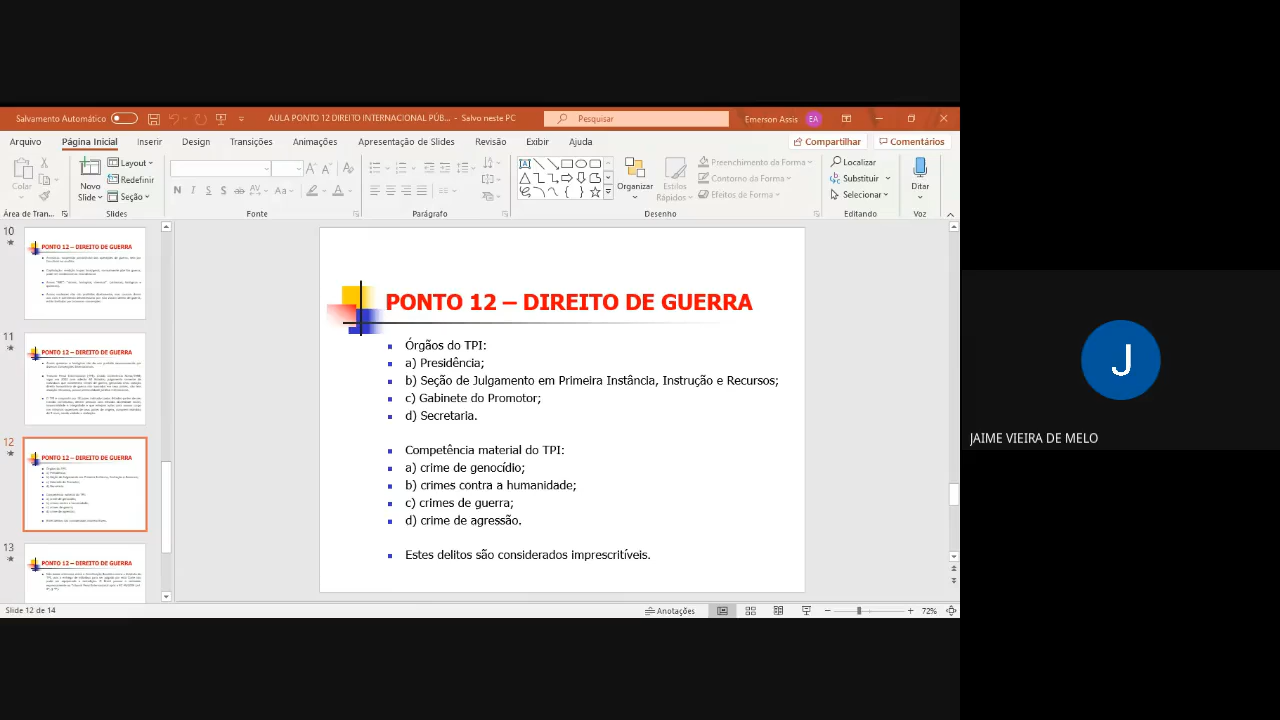 Salvamento Automático
AULA PONTO 12 DIREITO INTERNACIONAL PÚB... – Salvo neste PC
Pesquisar
Emerson Assis
EA
Arquivo
Página Inicial
Inserir
Design
Transições
Animações
Apresentação de Slides
Revisão
Exibir
Ajuda
Compartilhar
Comentários
Colar
Novo
Slide
Layout
Redefinir
Seção
N I S S ab AV Aa A
Organizar
Estilos
Rápidos
Preenchimento da Forma
Contorno da Forma
Efeitos de Forma
Localizar
Substituir
Selecionar
Ditar
Área de Tran...
Slides
Fonte
Parágrafo
Desenho
Editando
Voz
10
PONTO 12 – DIREITO DE GUERRA
11
PONTO 12 – DIREITO DE GUERRA
12
PONTO 12 – DIREITO DE GUERRA
13
PONTO 12 – DIREITO DE GUERRA
PONTO 12 – DIREITO DE GUERRA
Órgãos do TPI:
a) Presidência;
b) Seção de Julgamento em Primeira Instância, Instrução e Recursos;
c) Gabinete do Promotor;
d) Secretaria.
Competência material do TPI:
a) crime de genocídio;
b) crimes contra a humanidade;
c) crimes de guerra;
d) crime de agressão.
Estes delitos são considerados imprescritíveis.
Slide 12 de 14
Anotações
72%
J
JAIME VIEIRA DE MELO